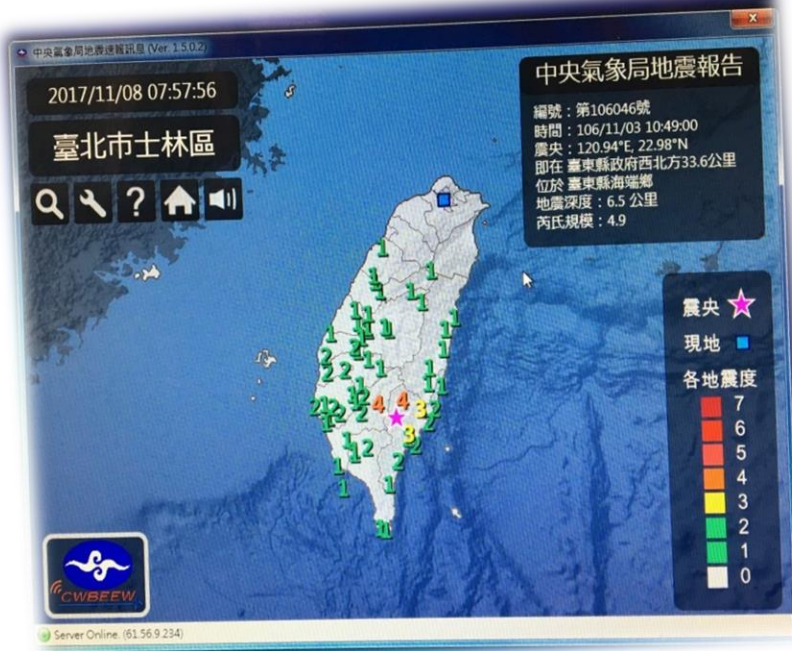 中央氣象局地震速報訊息 (Ver. 1.5.0.2)
x
2017/11/08 07:57:56
臺北市士林區
?
中央氣象局地震報告
編號：第106046號
時間：106/11/03 10:49:00
震央：120.94°E, 22.98°N
即在 臺東縣政府西北方33.6公里
位於 臺東縣海端鄉
地震深度：6.5 公里
芮氏規模：4.9
震央
現地
各地震度
7
6
5
4
3
2
1
0
4 4
3
3
CWBEEW
Server Online. (61.56.9.234)